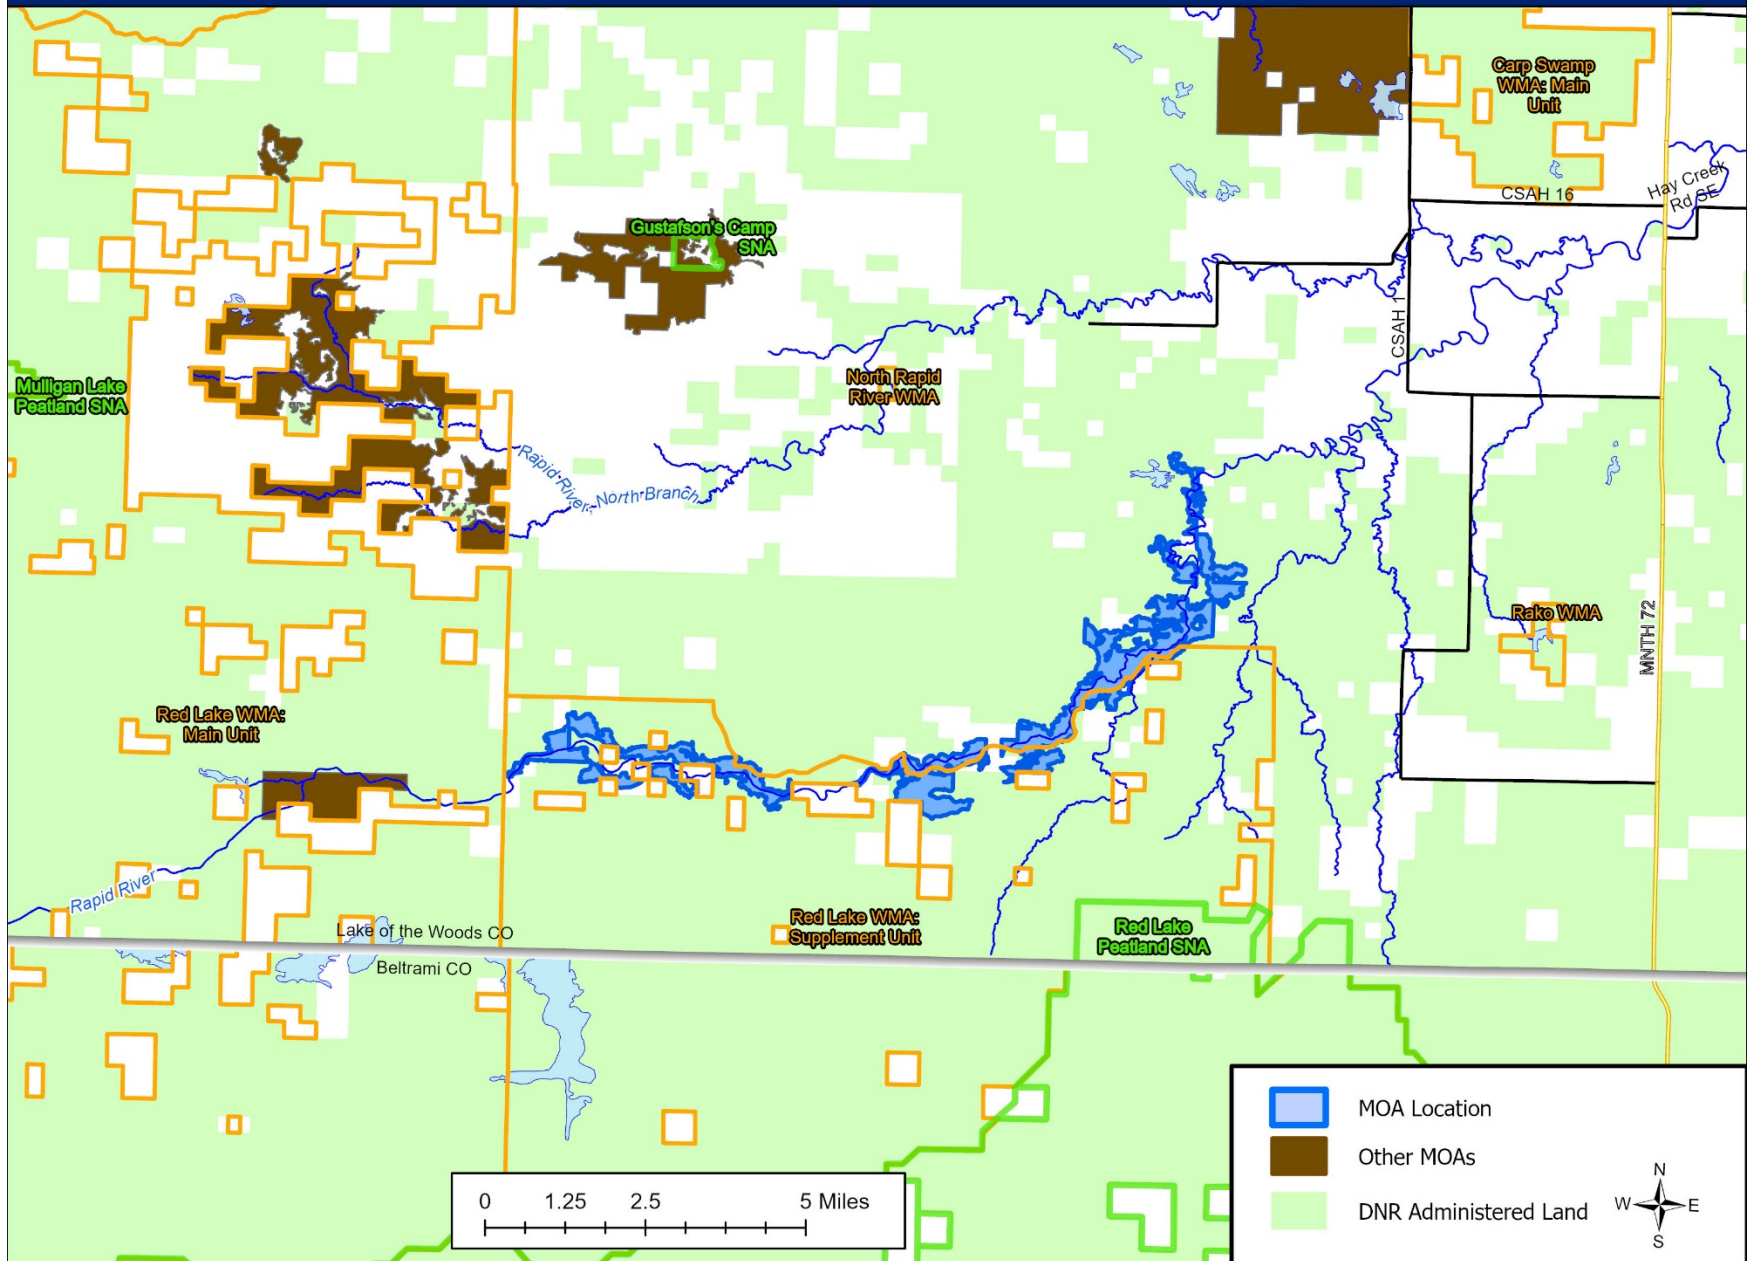 Carp Swamp
WMA: Main
Unit
CSAH 16
Hay Creek
Rd SE
Gustafson's Camp
SNA
CSAH 1
Mulligan Lake
Peatland SNA
North Rapid
River WMA
Rapid River, North Branch
Rako WMA
MNTH 72
Red Lake WMA:
Main Unit
Rapid River
Lake of the Woods CO
Beltrami CO
Red Lake WMA:
Supplement Unit
Red Lake
Peatland SNA
MOA Location
Other MOAs
DNR Administered Land
N
W E
S
0 1.25 2.5 5 Miles